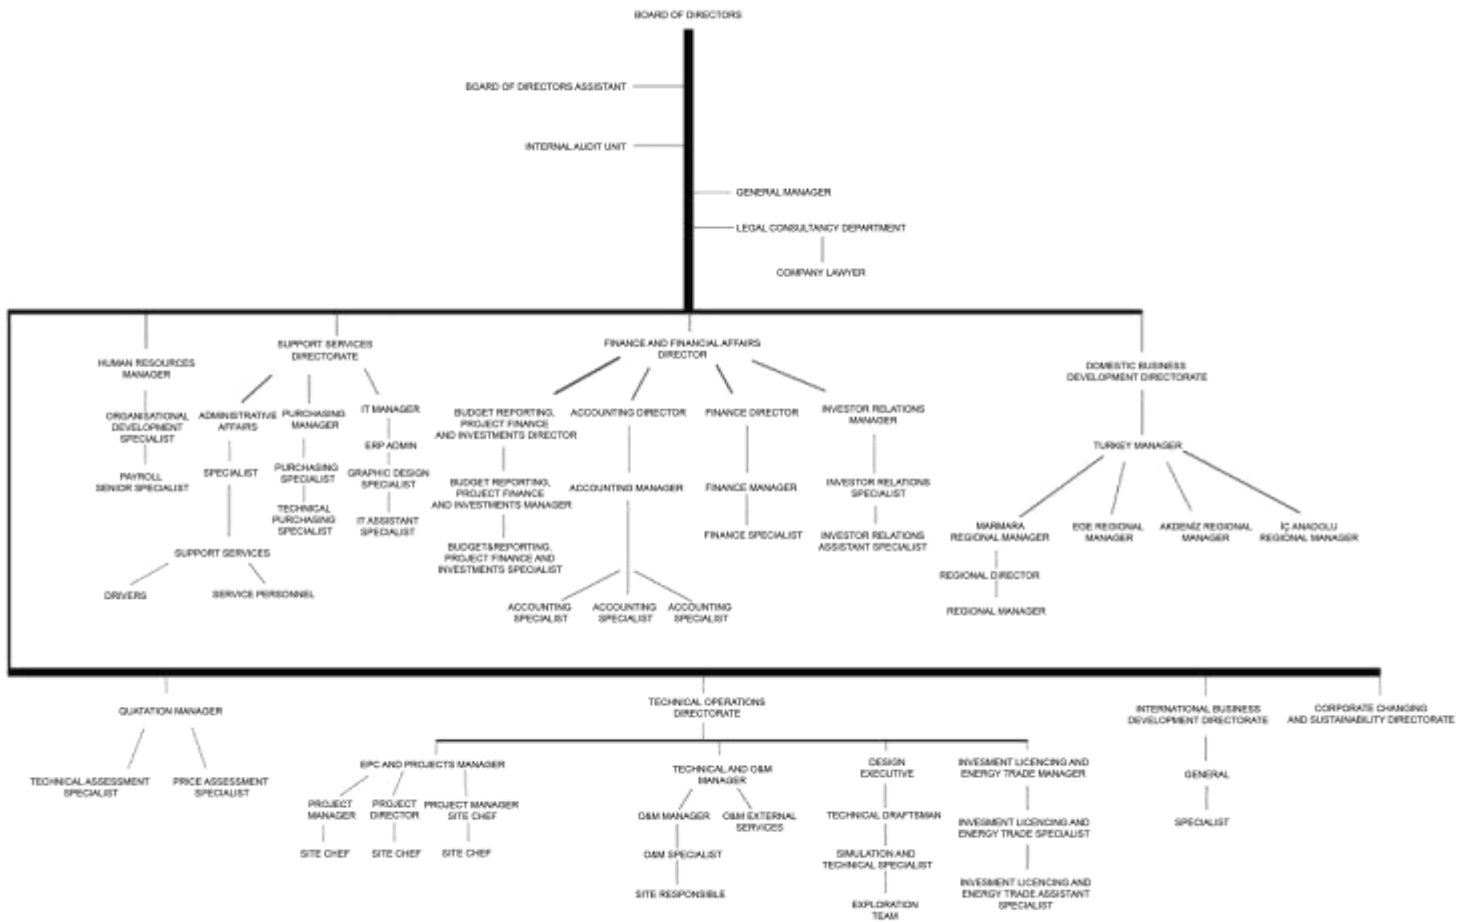 BOARD OF DIRECTORS
BOARD OF DIRECTORS ASSISTANT
INTERNAL AUDIT UNIT
GENERAL MANAGER
LEGAL CONSULTANCY DEPARTMENT
COMPANY LAWYER
HUMAN RESOURCES
MANAGER
ORGANISATIONAL
DEVELOPMENT
SPECIALIST
PAYROLL
SENIOR SPECIALIST
SUPPORT SERVICES
DIRECTORATE
ADMINISTRATIVE
AFFAIRS
SPECIALIST
SUPPORT SERVICES
DRIVERS
SERVICE PERSONNEL
PURCHASING
MANAGER
PURCHASING
SPECIALIST
TECHNICAL
PURCHASING
SPECIALIST
IT MANAGER
ERP ADMIN
GRAPHIC DESIGN
SPECIALIST
IT ASSISTANT
SPECIALIST
FINANCE AND FINANCIAL AFFAIRS
DIRECTOR
BUDGET REPORTING,
PROJECT FINANCE
AND INVESTMENTS DIRECTOR
BUDGET REPORTING,
PROJECT FINANCE
AND INVESTMENTS MANAGER
BUDGET&REPORTING,
PROJECT FINANCE AND
INVESTMENTS SPECIALIST
ACCOUNTING DIRECTOR
ACCOUNTING MANAGER
ACCOUNTING
SPECIALIST
ACCOUNTING
SPECIALIST
ACCOUNTING
SPECIALIST
FINANCE DIRECTOR
FINANCE MANAGER
FINANCE SPECIALIST
INVESTOR RELATIONS
MANAGER
INVESTOR RELATIONS
SPECIALIST
INVESTOR RELATIONS
ASSISTANT SPECIALIST
DOMESTIC BUSINESS
DEVELOPMENT DIRECTORATE
TURKEY MANAGER
MARMARA
REGIONAL MANAGER
REGIONAL DIRECTOR
REGIONAL MANAGER
EGE REGIONAL
MANAGER
AKDENİZ REGIONAL
MANAGER
İÇ ANADOLU
REGIONAL MANAGER
QUATATION MANAGER
TECHNICAL ASSESSMENT
SPECIALIST
PRICE ASSESSMENT
SPECIALIST
TECHNICAL OPERATIONS
DIRECTORATE
EPC AND PROJECTS MANAGER
PROJECT
MANAGER
SITE CHEF
PROJECT
DIRECTOR
SITE CHEF
PROJECT MANAGER
SITE CHEF
SITE CHEF
TECHNICAL AND O&M
MANAGER
O&M MANAGER
O&M SPECIALIST
SITE RESPONSIBLE
O&M EXTERNAL
SERVICES
DESIGN
EXECUTIVE
TECHNICAL DRAFTSMAN
SIMULATION AND
TECHNICAL SPECIALIST
EXPLORATION
TEAM
INVESMENT LICENCING AND
ENERGY TRADE MANAGER
INVESMENT LICENCING AND
ENERGY TRADE SPECIALIST
INVESMENT LICENCING AND
ENERGY TRADE ASSISTANT
SPECIALIST
INTERNATIONAL BUSINESS
DEVELOPMENT DIRECTORATE
GENERAL
SPECIALIST
CORPORATE CHANGING
AND SUSTAINABILITY DIRECTORATE